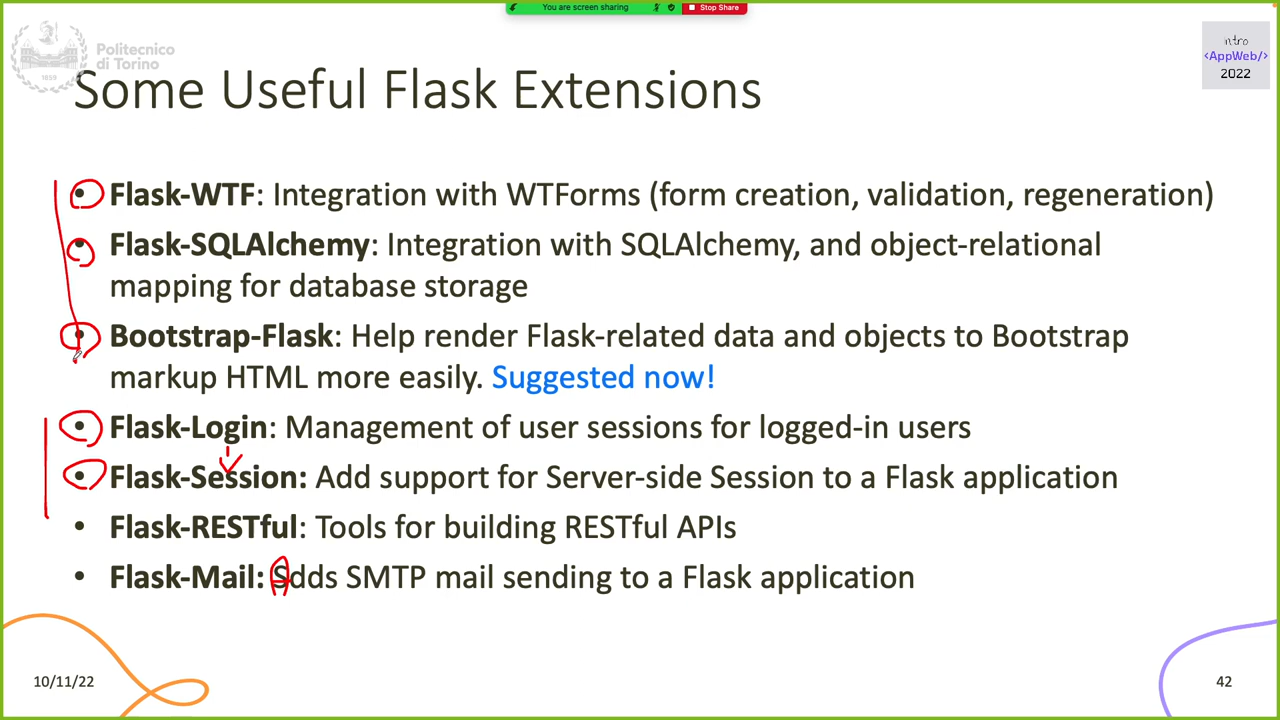 You are screen sharing Stop Share
Politecnico
di Torino
1859
intro
<AppWeb/>
2022
Some Useful Flask Extensions
• Flask-WTF: Integration with WTForms (form creation, validation, regeneration)
• Flask-SQLAlchemy: Integration with SQLAlchemy, and object-relational
mapping for database storage
• Bootstrap-Flask: Help render Flask-related data and objects to Bootstrap
markup HTML more easily. Suggested now!
• Flask-Login: Management of user sessions for logged-in users
• Flask-Session: Add support for Server-side Session to a Flask application
• Flask-RESTful: Tools for building RESTful APIs
• Flask-Mail: Sdds SMTP mail sending to a Flask application
10/11/22
42